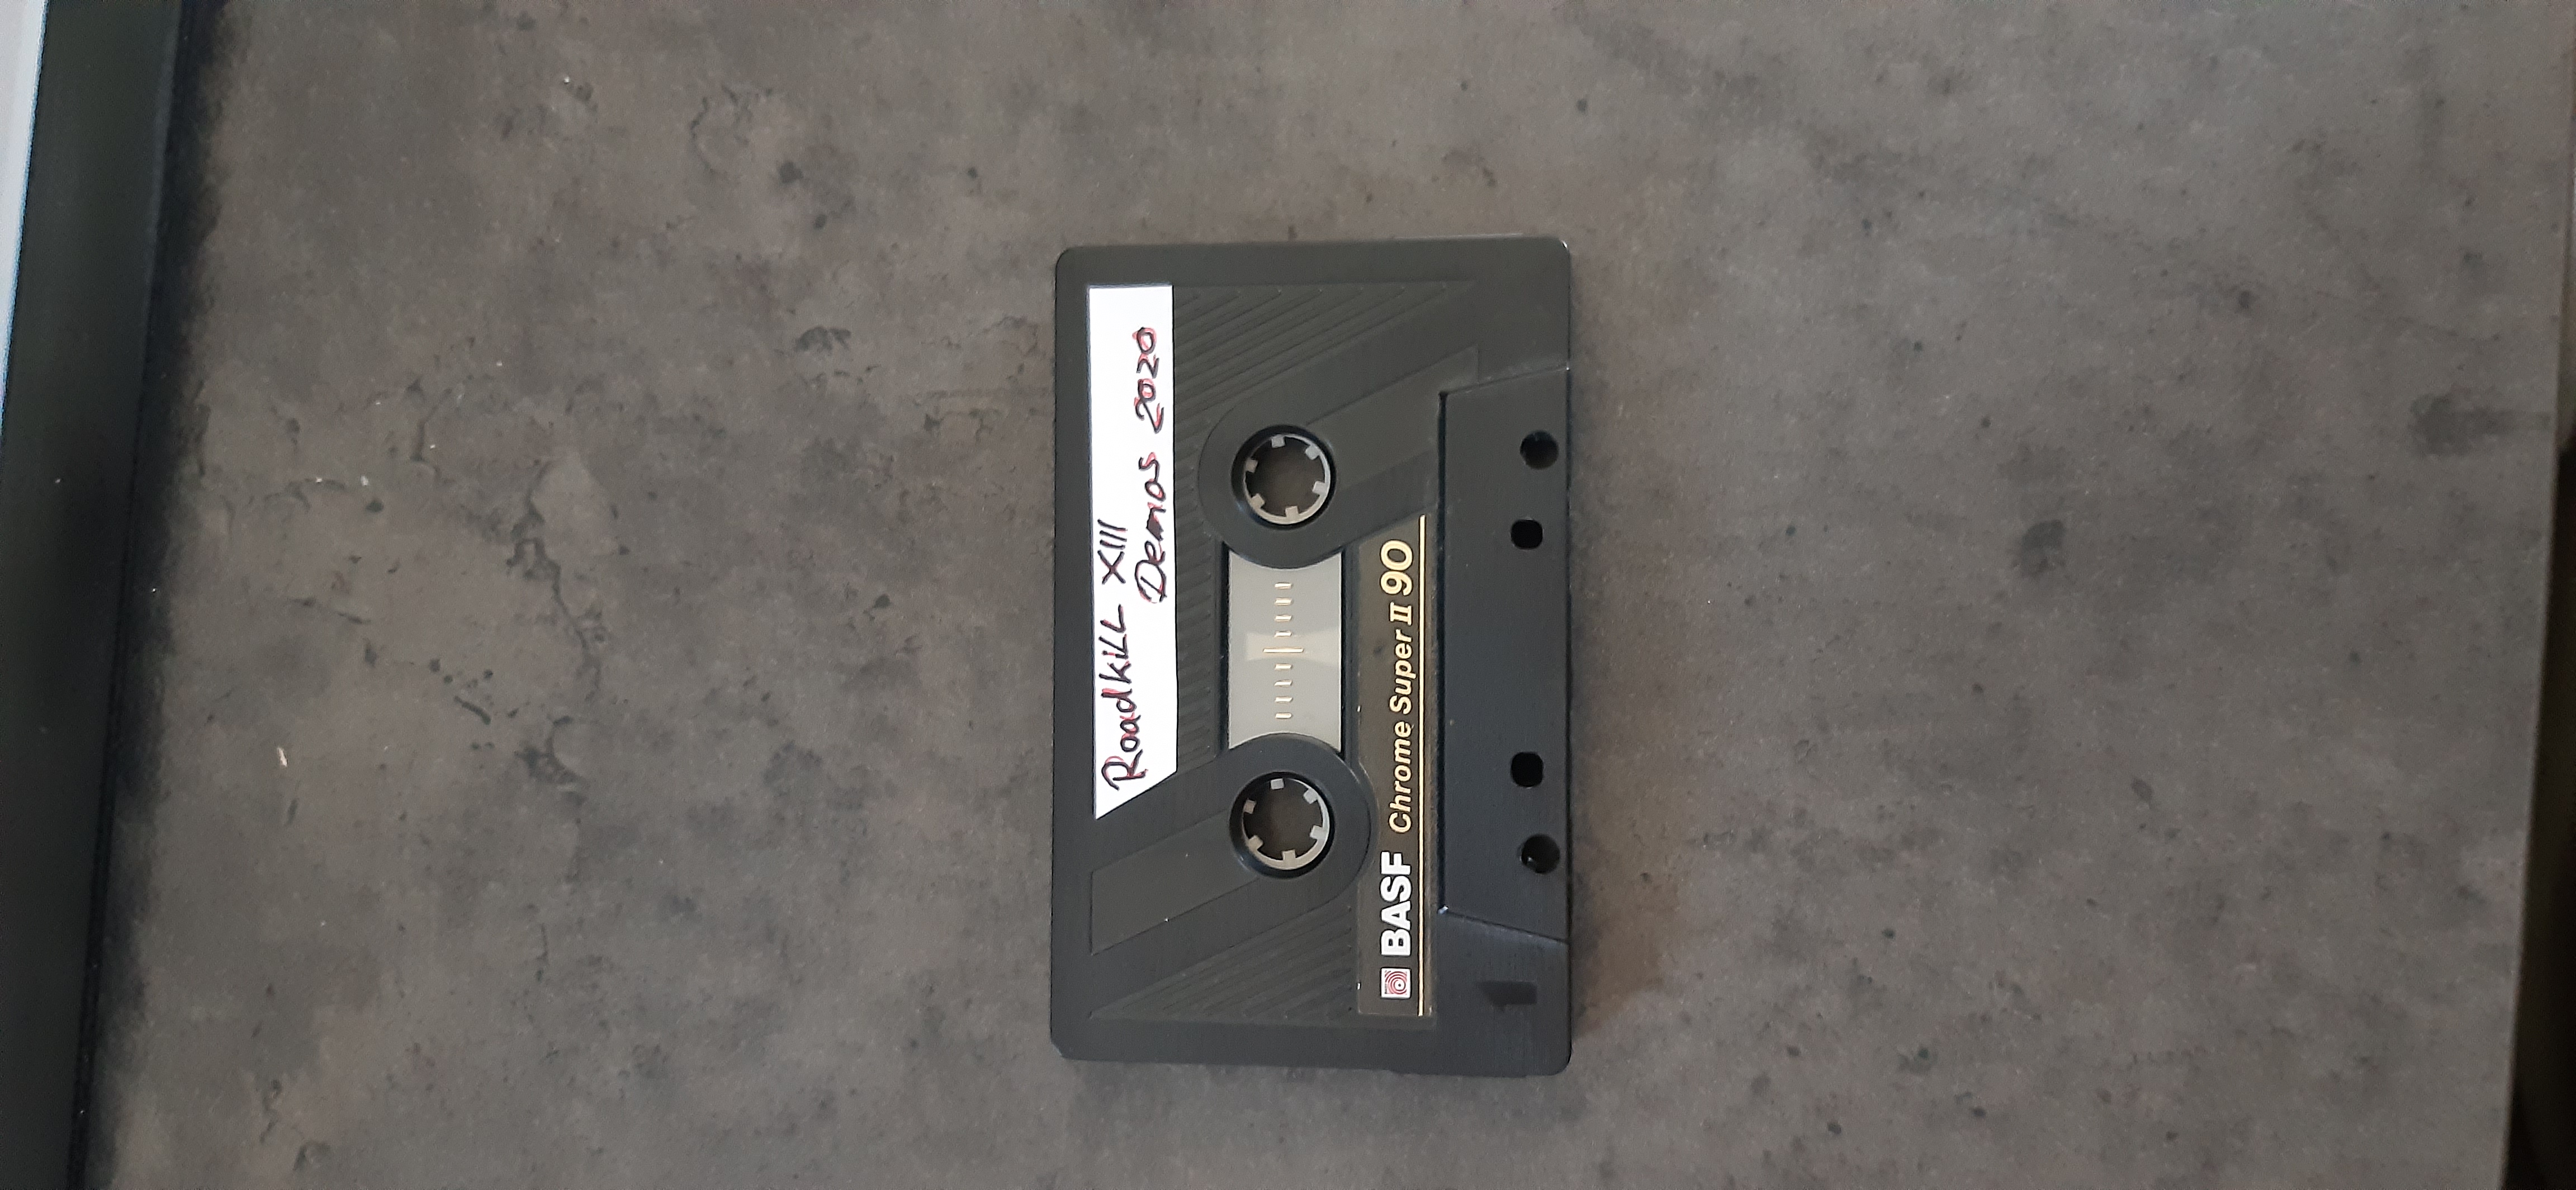 RoadkiLL XIII
Demos 2020
BASF Chrome Super II 90